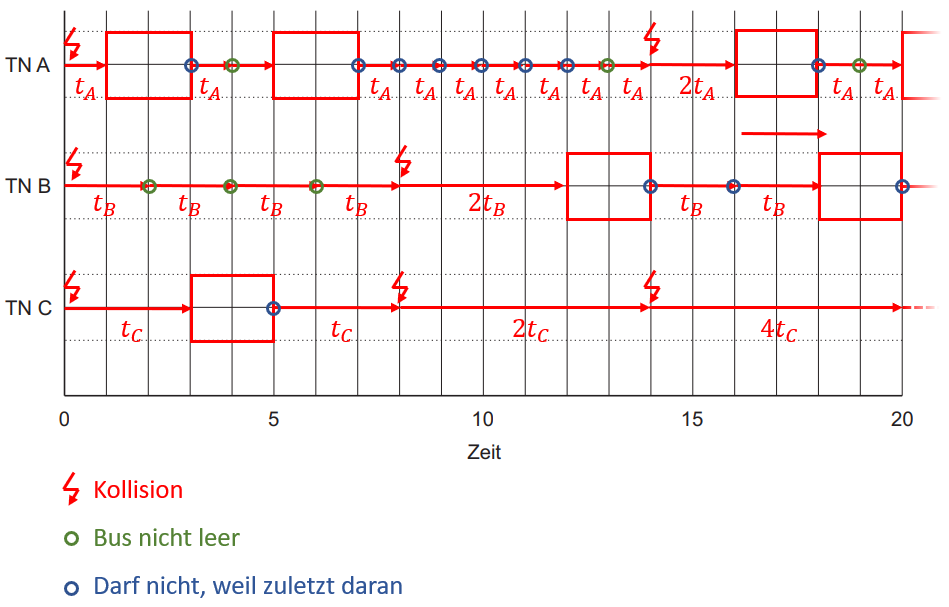 TN A
t_A t_A t_A t_A t_A t_A t_A t_A t_A 2t_A t_A t_A
TN B
t_B t_B t_B t_B 2t_B t_B t_B
TN C
t_C t_C 2t_C 4t_C
0 5 10 15 20
Zeit
Kollision
Bus nicht leer
Darf nicht, weil zuletzt daran